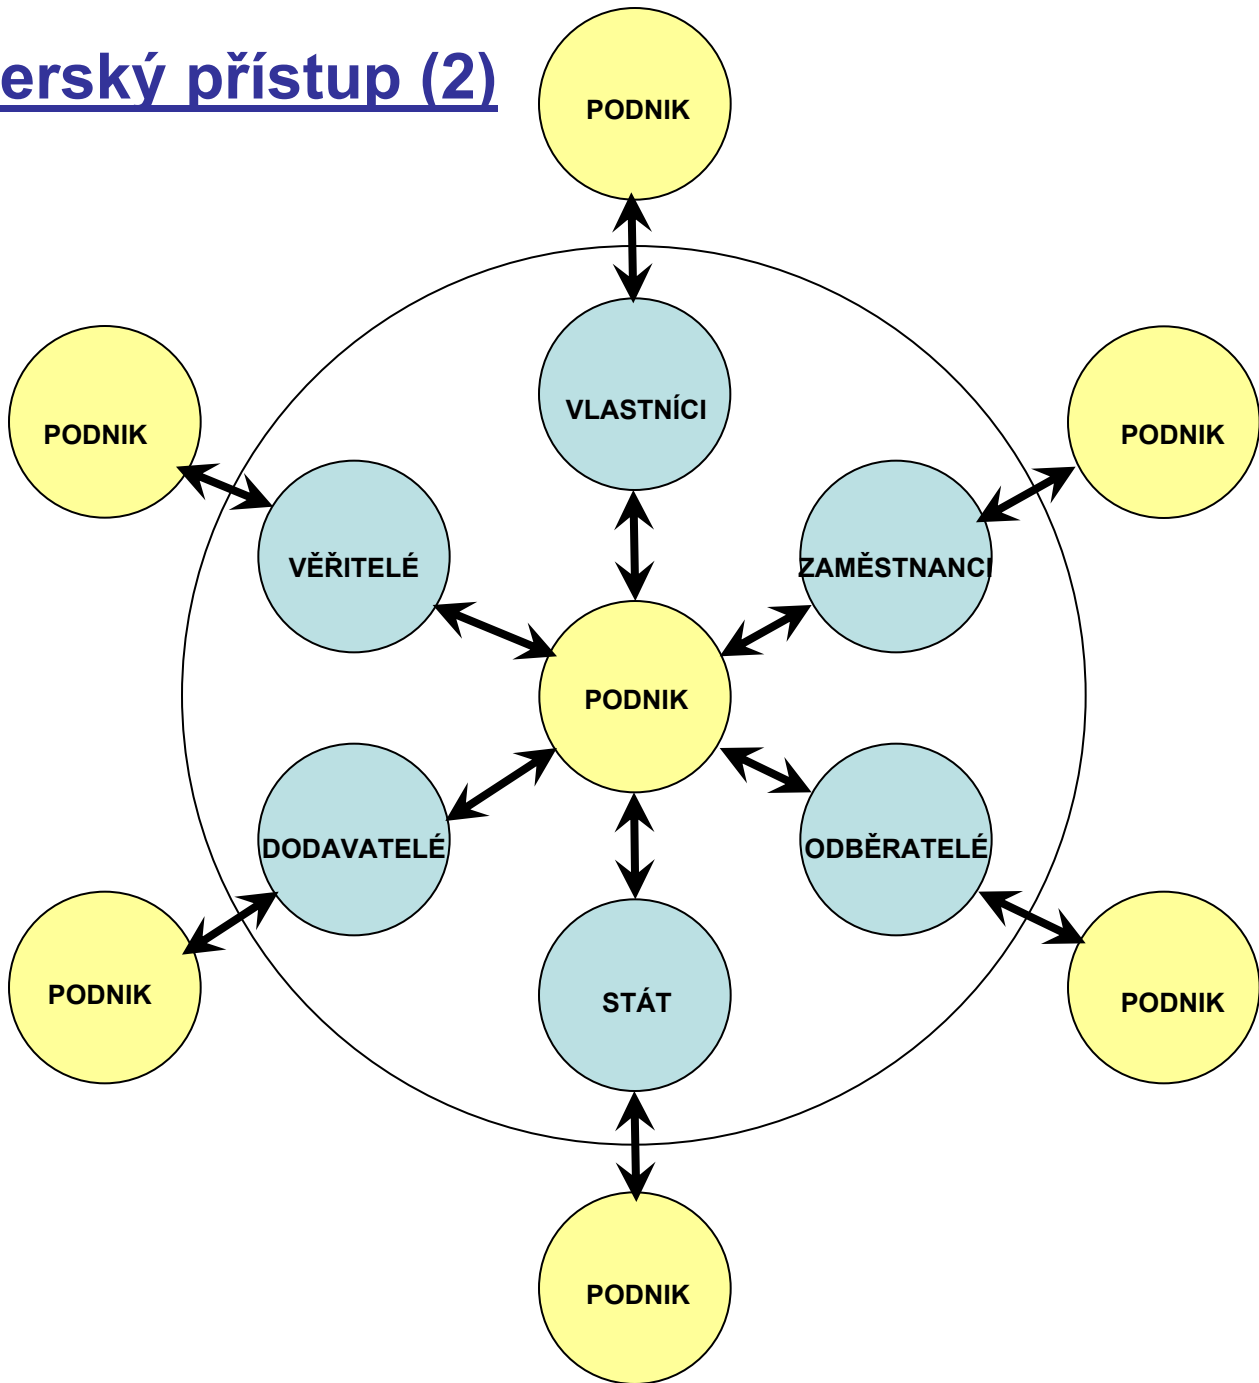 erský přístup (2)
PODNIK
VLASTNÍCI
PODNIK
PODNIK
VĚŘITELÉ
ZAMĚSTNANCI
PODNIK
DODAVATELÉ
ODBĚRATELÉ
PODNIK
STÁT
PODNIK
PODNIK